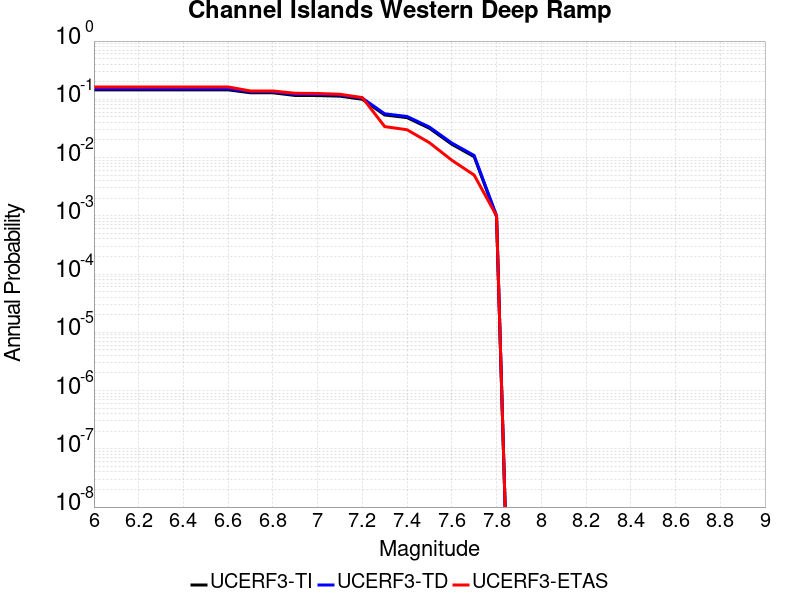 Channel Islands Western Deep Ramp
10^0
10^-1
10^-2
10^-3
10^-4
10^-5
10^-6
10^-7
10^-8
Annual Probability
6 6.2 6.4 6.6 6.8 7 7.2 7.4 7.6 7.8 8 8.2 8.4 8.6 8.8 9
Magnitude
UCERF3-TI UCERF3-TD UCERF3-ETAS